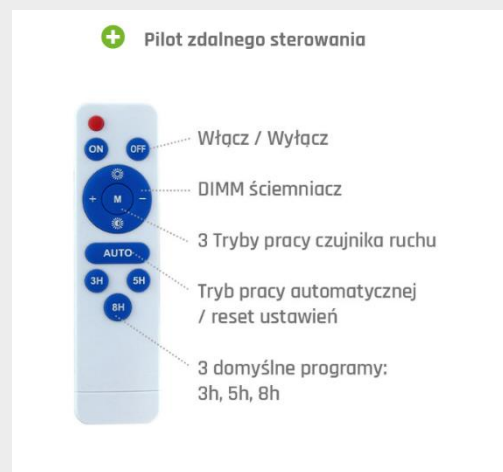 Pilot zdalnego sterowania
ON OFF
Włącz / Wyłącz
DIMM ściemniacz
+ M −
3 Tryby pracy czujnika ruchu
AUTO
3H 5H
Tryb pracy automatycznej
/ reset ustawień
8H
3 domyślne programy:
3h, 5h, 8h